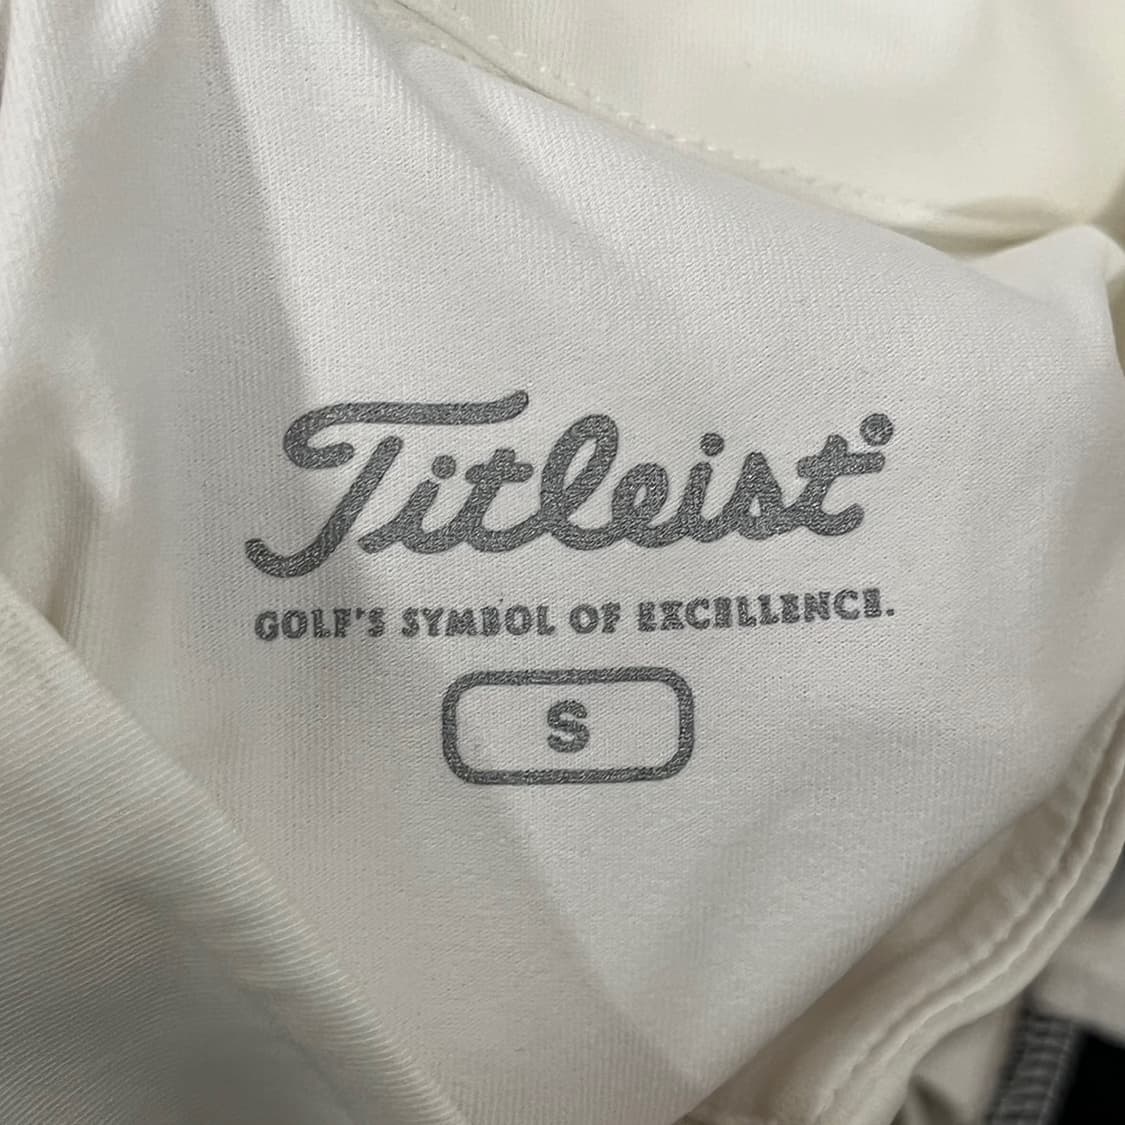 Titleist
GOLF'S SYMBOL OF EXCELLENCE.
S